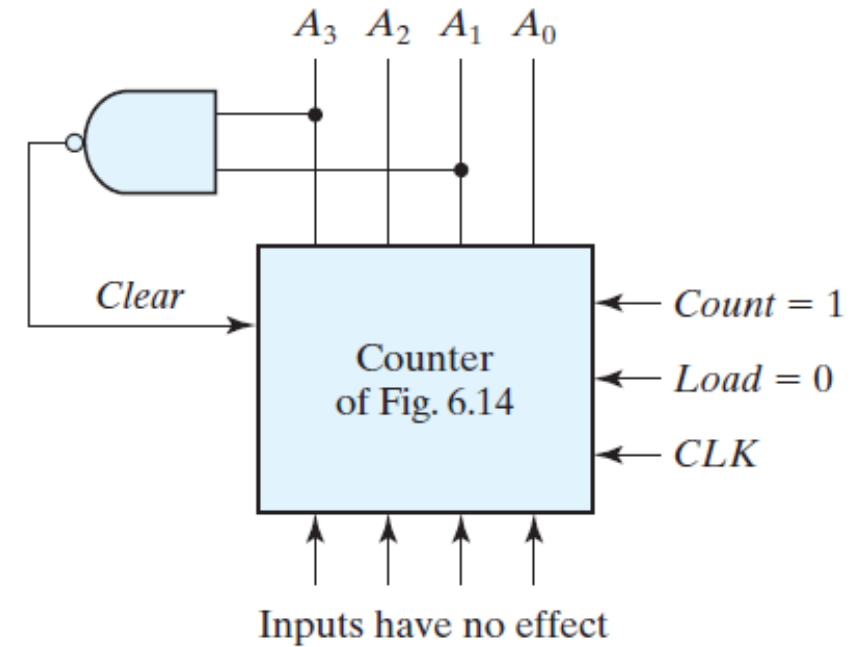 A₃ A₂ A₁ A₀
Clear
Count = 1
Counter
of Fig. 6.14
Load = 0
CLK
Inputs have no effect